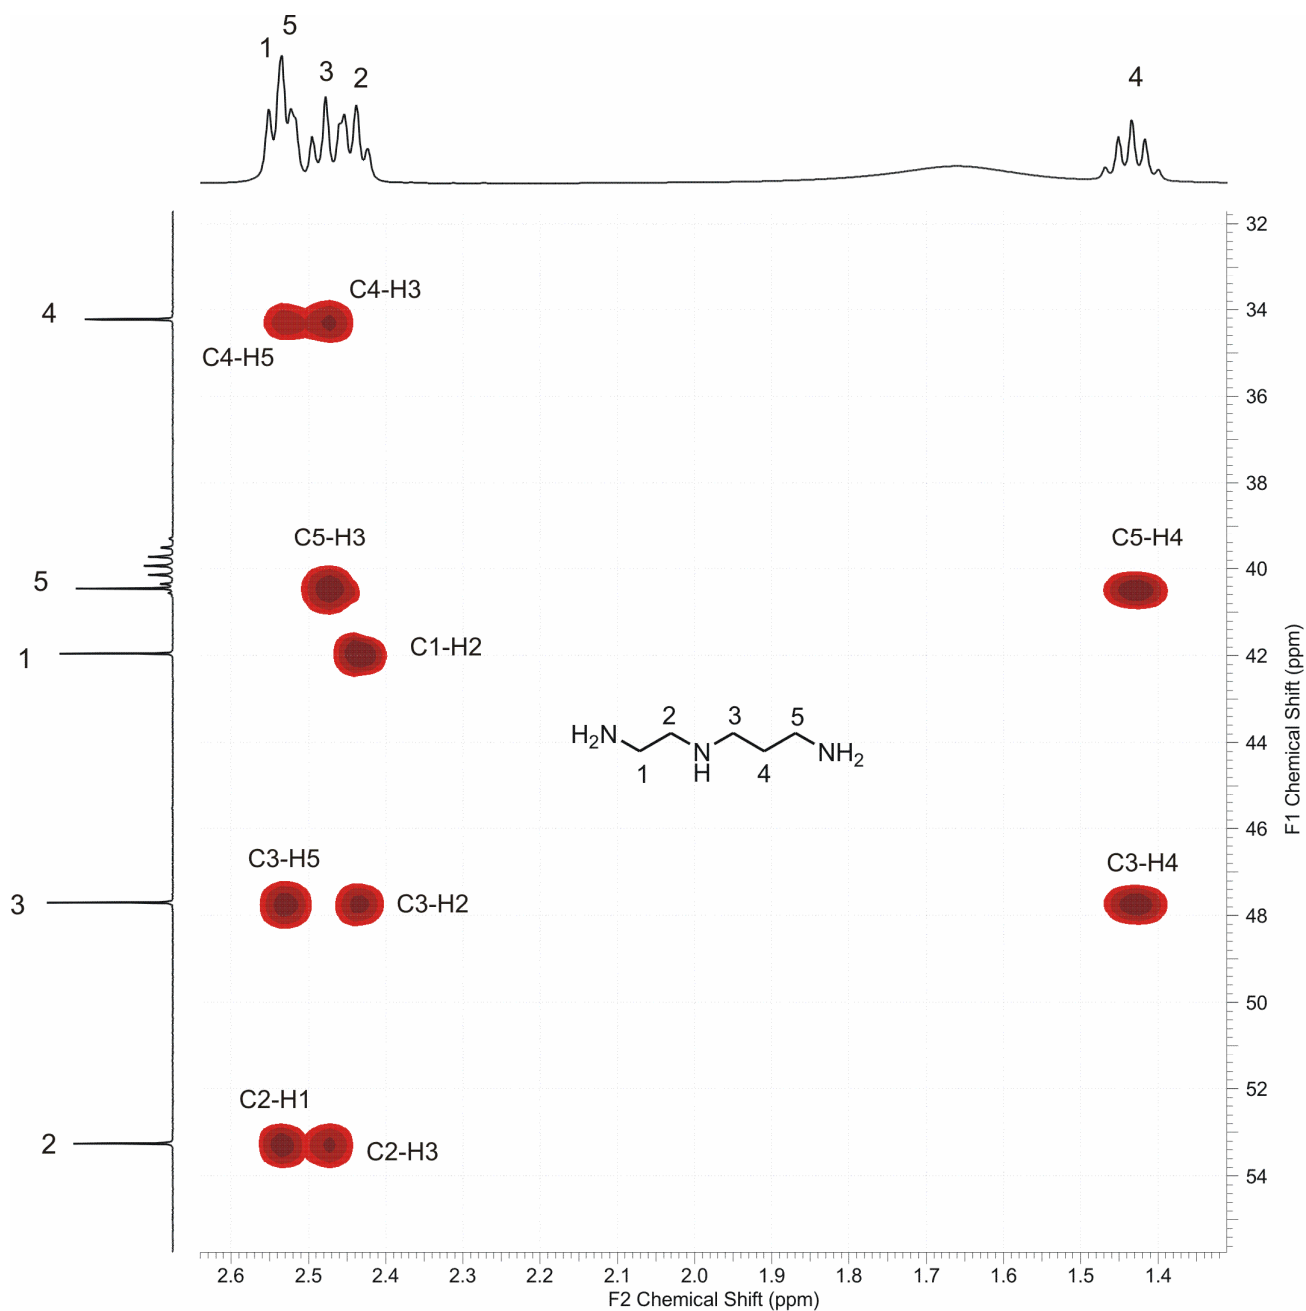 5
1
3
2
4
32
C4-H3
4
34
C4-H5
36
38
C5-H3
C5-H4
40
5
1
C1-H2
42
2
3
5
H2N
N
H
NH2
1
4
44
F1 Chemical Shift (ppm)
46
C3-H5
C3-H4
3
C3-H2
48
50
52
C2-H1
2
C2-H3
54
2.6 2.5 2.4 2.3 2.2 2.1 2.0 1.9 1.8 1.7 1.6 1.5 1.4
F2 Chemical Shift (ppm)